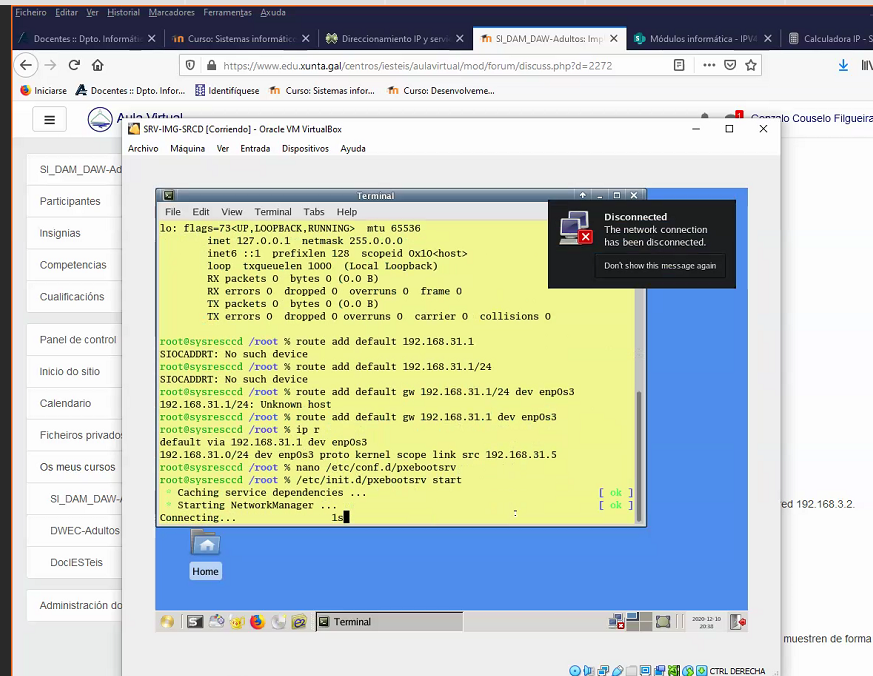 Ficheiro Editar Ver Historial Marcadores Ferramentas Axuda
Docentes :: Dpto. Informáti
Curso: Sistemas informático
Direccionamiento IP y servi
SI_DAM_DAW-Adultos: Imp
Módulos informática - IPV4
Calculadora IP - S
https://www.edu.xunta.gal/centros/iesteis/aulavirtual/mod/forum/discuss.php?d=2272
Iniciarse
Docentes :: Dpto. Infor...
Identifíquese
Curso: Sistemas infor...
Curso: Desenvolveme...
Aula Virtual
Gonzalo Couselo Filgueira
SI_DAM_DAW-Ad
Participantes
Insignias
Competencias
Cualificacións
Panel de control
Inicio do sitio
Calendario
Ficheiros privados
Os meus cursos
SI_DAM_DAW-A
DWEC-Adultos
DocIESTeis
Administración do
ed 192.168.3.2.
muestren de forma
SRV-IMG-SRCD [Corriendo] - Oracle VM VirtualBox
Archivo Máquina Ver Entrada Dispositivos Ayuda
Terminal
File Edit View Terminal Tabs Help
lo: flags=73<UP,LOOPBACK,RUNNING> mtu 65536
inet 127.0.0.1 netmask 255.0.0.0
inet6 ::1 prefixlen 128 scopeid 0x10<host>
loop txqueuelen 1000 (Local Loopback)
RX packets 0 bytes 0 (0.0 B)
RX errors 0 dropped 0 overruns 0 frame 0
TX packets 0 bytes 0 (0.0 B)
TX errors 0 dropped 0 overruns 0 carrier 0 collisions 0
root@sysresccd /root % route add default 192.168.31.1
SIOCADDRT: No such device
root@sysresccd /root % route add default 192.168.31.1/24
SIOCADDRT: No such device
root@sysresccd /root % route add default gw 192.168.31.1/24 dev enp0s3
192.168.31.1/24: Unknown host
root@sysresccd /root % route add default gw 192.168.31.1 dev enp0s3
root@sysresccd /root % ip r
default via 192.168.31.1 dev enp0s3
192.168.31.0/24 dev enp0s3 proto kernel scope link src 192.168.31.5
root@sysresccd /root % nano /etc/conf.d/pxebootsrv
root@sysresccd /root % /etc/init.d/pxebootsrv start
* Caching service dependencies ... [ ok ]
* Starting NetworkManager ... [ ok ]
Connecting... 1s
Disconnected
The network connection
has been disconnected.
Don't show this message again
Home
Terminal
2020-12-10
20:38
CTRL DERECHA